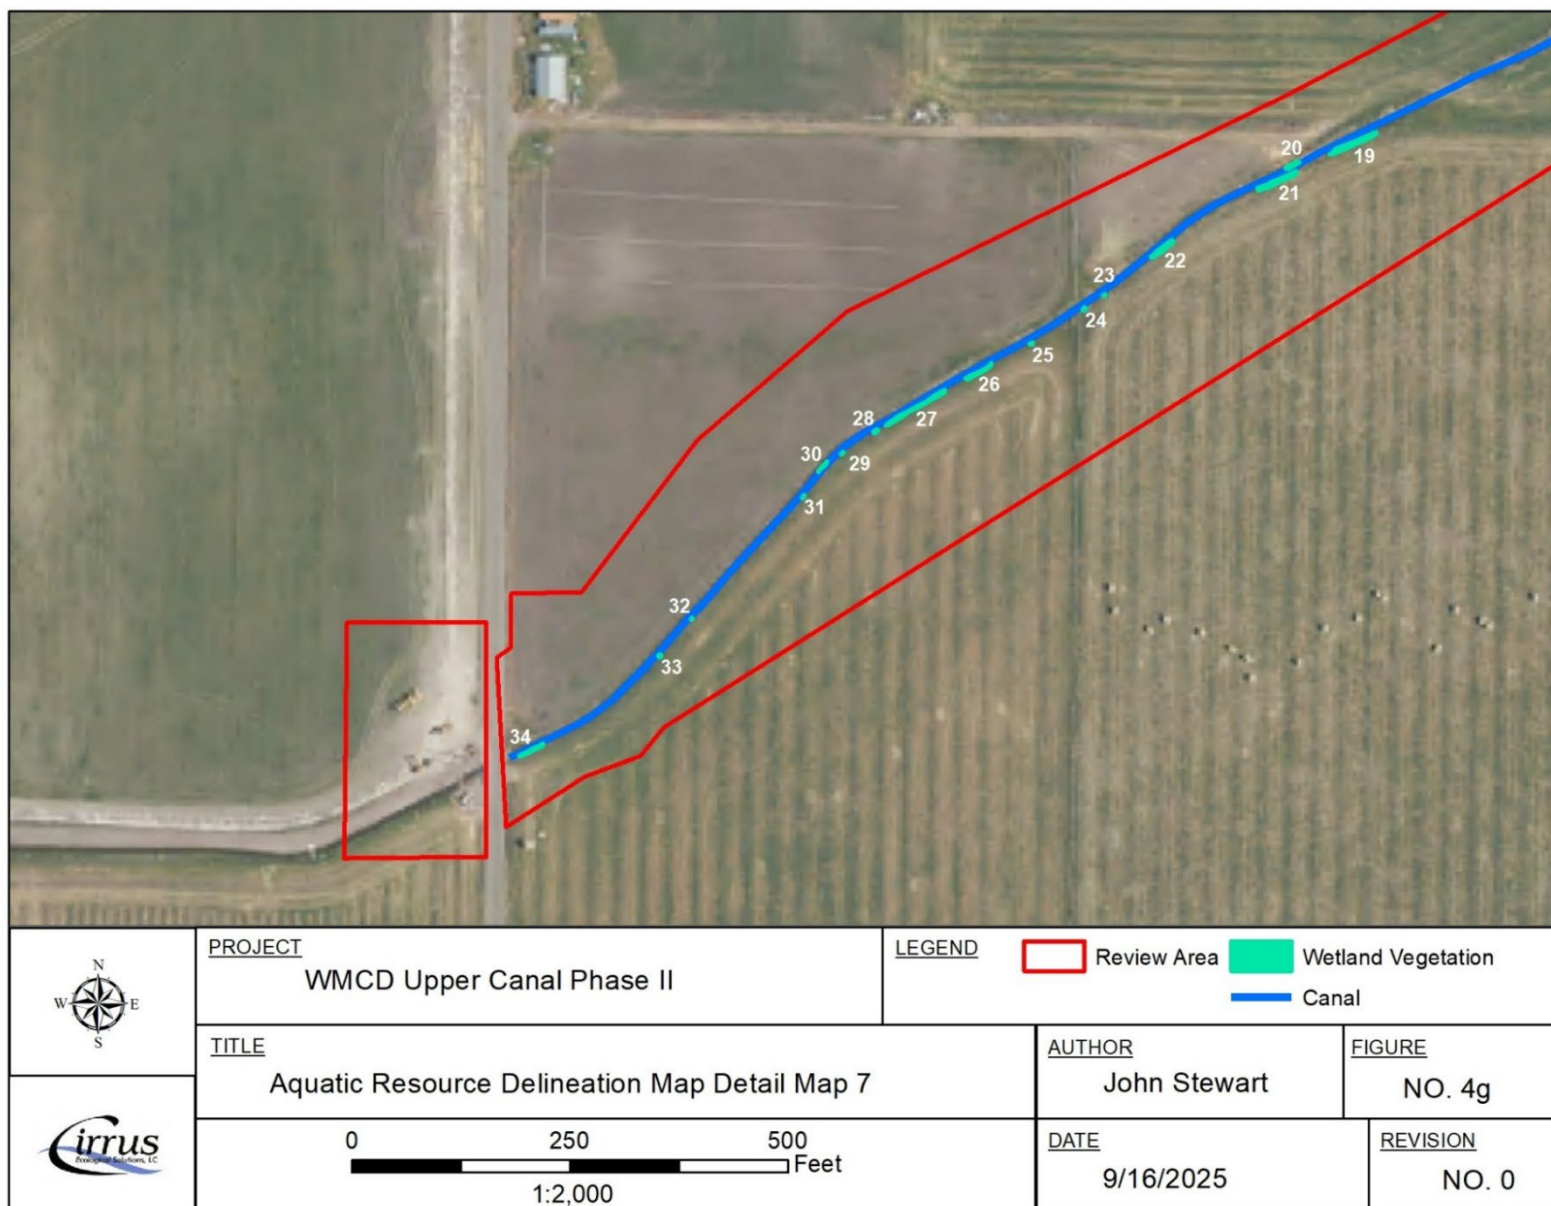 20
19
21
22
23
24
25
26
27
28
29
30
31
32
33
34
N
W E
S
PROJECT
WMCD Upper Canal Phase II
LEGEND
Review Area
Wetland Vegetation
Canal
TITLE
Aquatic Resource Delineation Map Detail Map 7
AUTHOR
John Stewart
FIGURE
NO. 4g
Cirrus
Ecological Solutions, LC
0 250 500
Feet
1:2,000
DATE
9/16/2025
REVISION
NO. 0